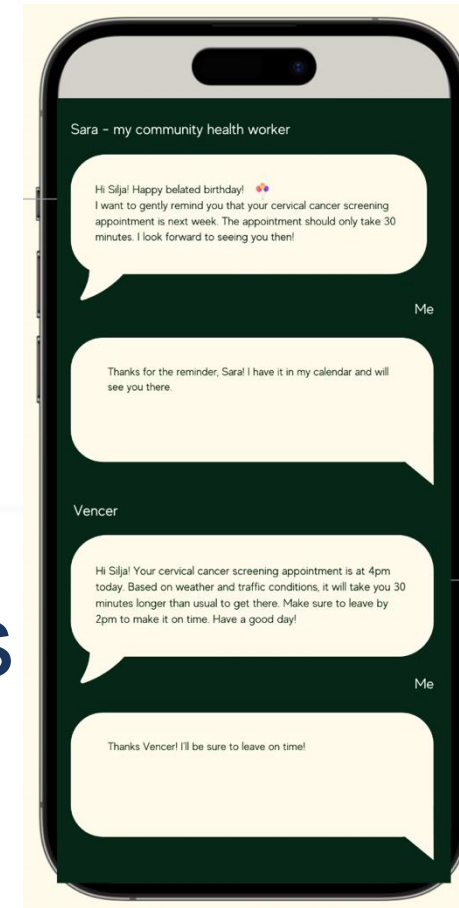 Sara - my community health worker
Hi Silja! Happy belated birthday!
I want to gently remind you that your cervical cancer screening
appointment is next week. The appointment should only take 30
minutes. I look forward to seeing you then!
Me
Thanks for the reminder, Sara! I have it in my calendar and will
see you there.
Vencer
Hi Silja! Your cervical cancer screening appointment is at 4pm
today. Based on weather and traffic conditions, it will take you 30
minutes longer than usual to get there. Make sure to leave by
2pm to make it on time. Have a good day!
s
Me
Thanks Vencer! I'll be sure to leave on time!